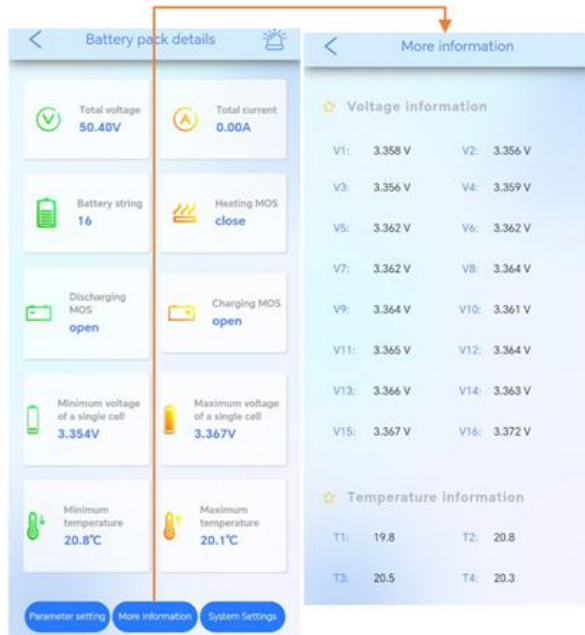 Battery pack details
Total voltage
50.40V
Total current
0.00A
Battery string
16
Heating MOS
close
Discharging
MOS
open
Charging MOS
open
Minimum voltage
of a single cell
3.354V
Maximum voltage
of a single cell
3.367V
Minimum
temperature
20.8℃
Maximum
temperature
20.1℃
Parameter setting
More Information
System Settings
More information
Voltage information
V1: 3.358 V V2: 3.356 V
V3: 3.356 V V4: 3.359 V
V5: 3.362 V V6: 3.362 V
V7: 3.362 V V8: 3.364 V
V9: 3.364 V V10: 3.361 V
V11: 3.365 V V12: 3.364 V
V13: 3.366 V V14: 3.363 V
V15: 3.367 V V16: 3.372 V
Temperature information
T1: 19.8 T2: 20.8
T3: 20.5 T4: 20.3